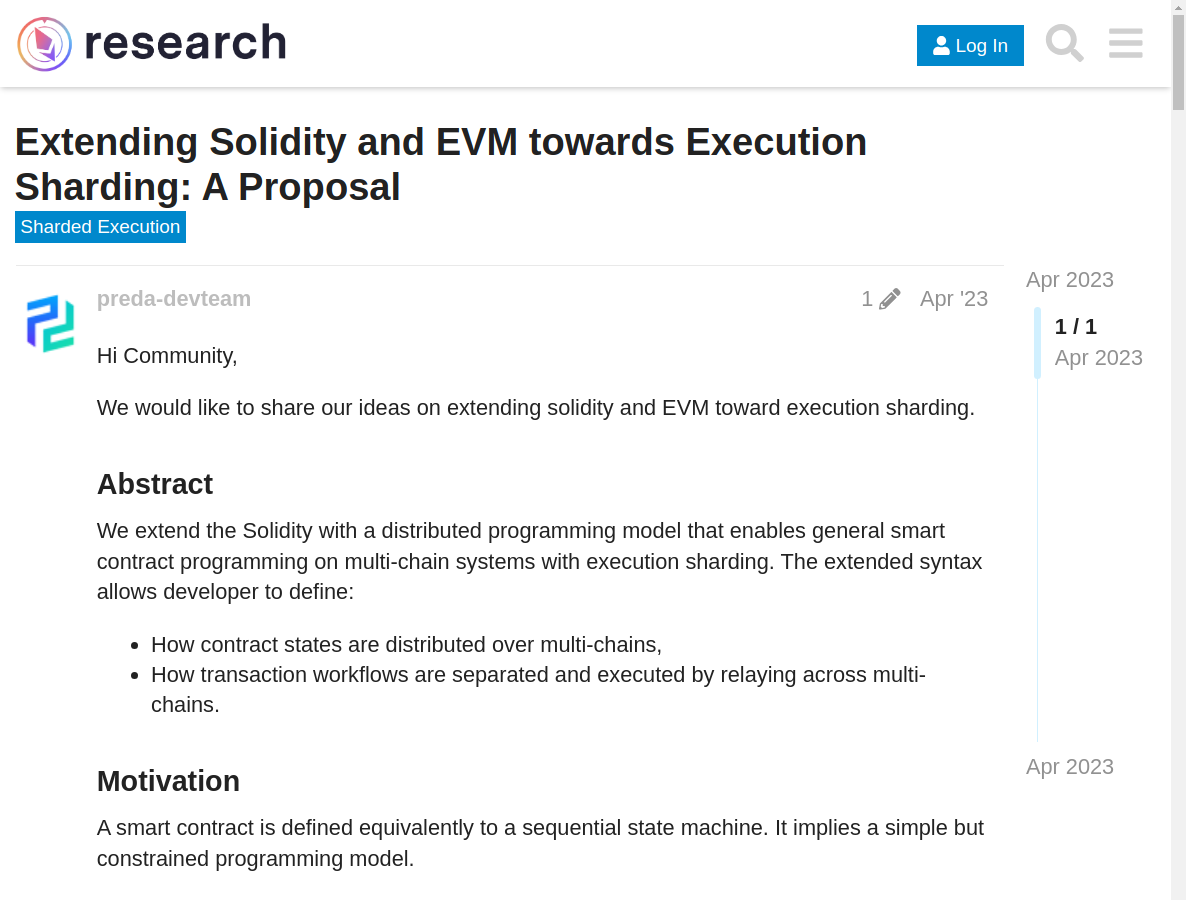 research
Log In
Extending Solidity and EVM towards Execution
Sharding: A Proposal
Sharded Execution
preda-devteam
1
Apr '23
Hi Community,
We would like to share our ideas on extending solidity and EVM toward execution sharding.
Abstract
We extend the Solidity with a distributed programming model that enables general smart
contract programming on multi-chain systems with execution sharding. The extended syntax
allows developer to define:
• How contract states are distributed over multi-chains,
• How transaction workflows are separated and executed by relaying across multi-
chains.
Motivation
A smart contract is defined equivalently to a sequential state machine. It implies a simple but
constrained programming model.
Apr 2023
1 / 1
Apr 2023
Apr 2023